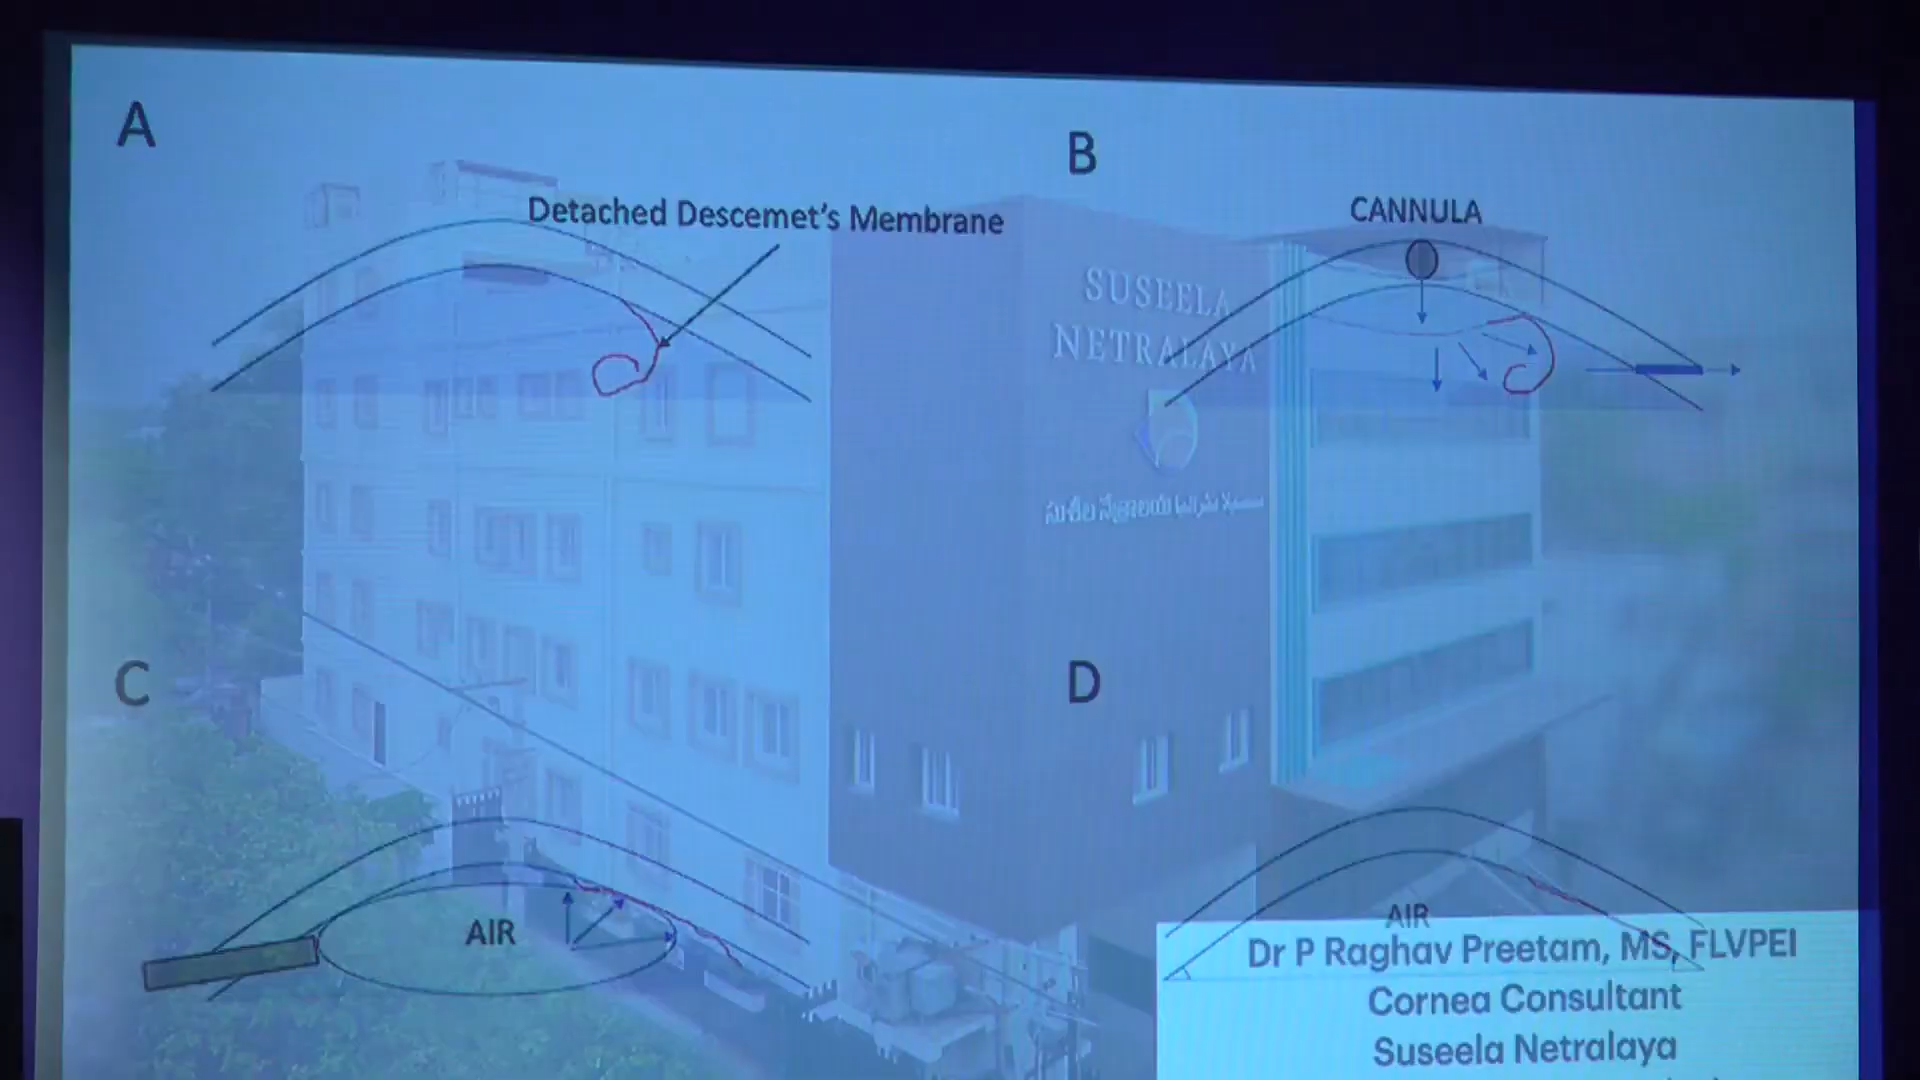 A
Detached Descemet's Membrane
B
CANNULA
SUSEELA
NETRALAYA
C
AIR
D
AIR
Dr P Raghav Preetam, MS, FLVPEI
Cornea Consultant
Suseela Netralaya